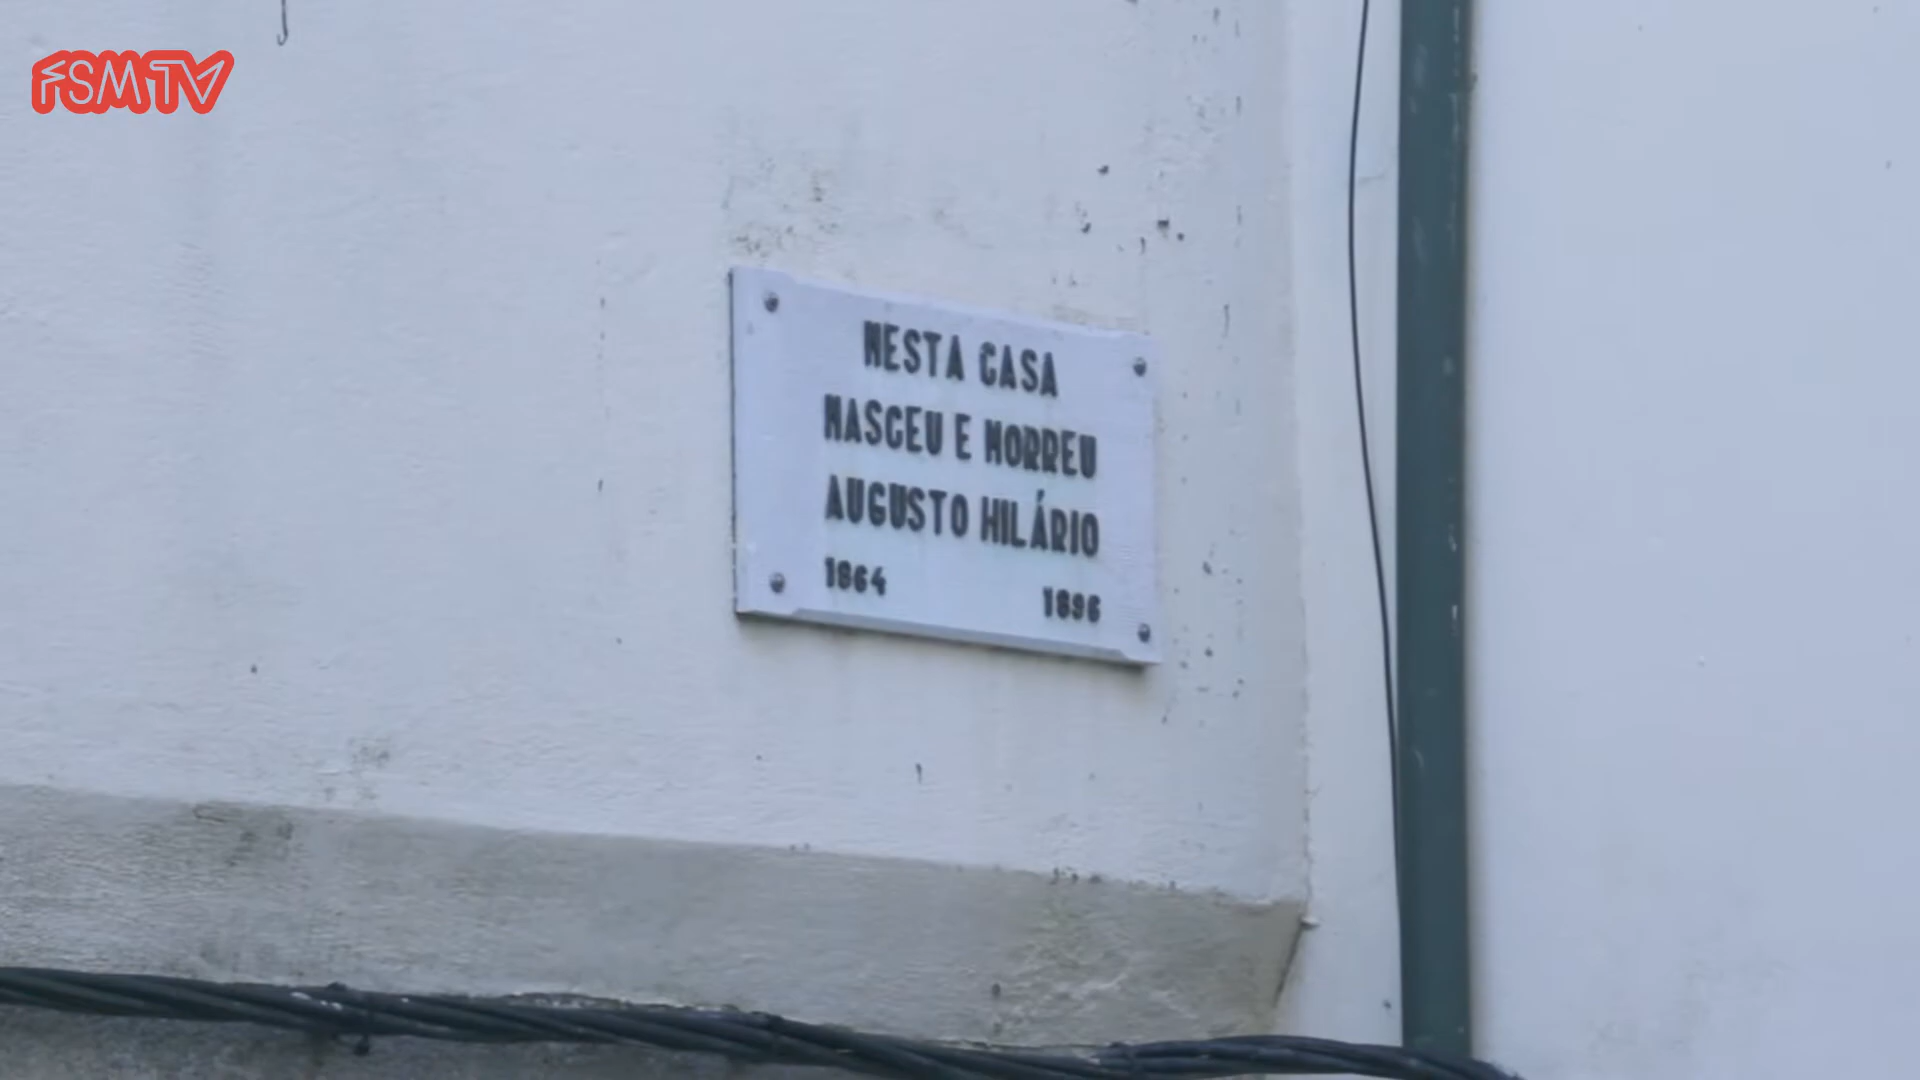 FSMTV
NESTA CASA
NASCEU E MORREU
AUGUSTO HILÁRIO
1864 1896